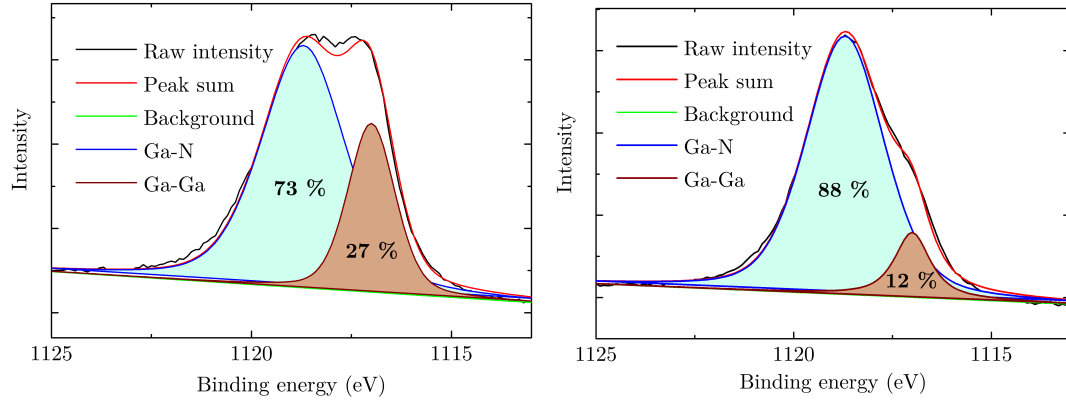 Intensity
Raw intensity
Peak sum
Background
Ga-N
Ga-Ga
73 %
27 %
1125
1120
1115
Binding energy (eV)
Intensity
Raw intensity
Peak sum
Background
Ga-N
Ga-Ga
88 %
12 %
1125
1120
1115
Binding energy (eV)